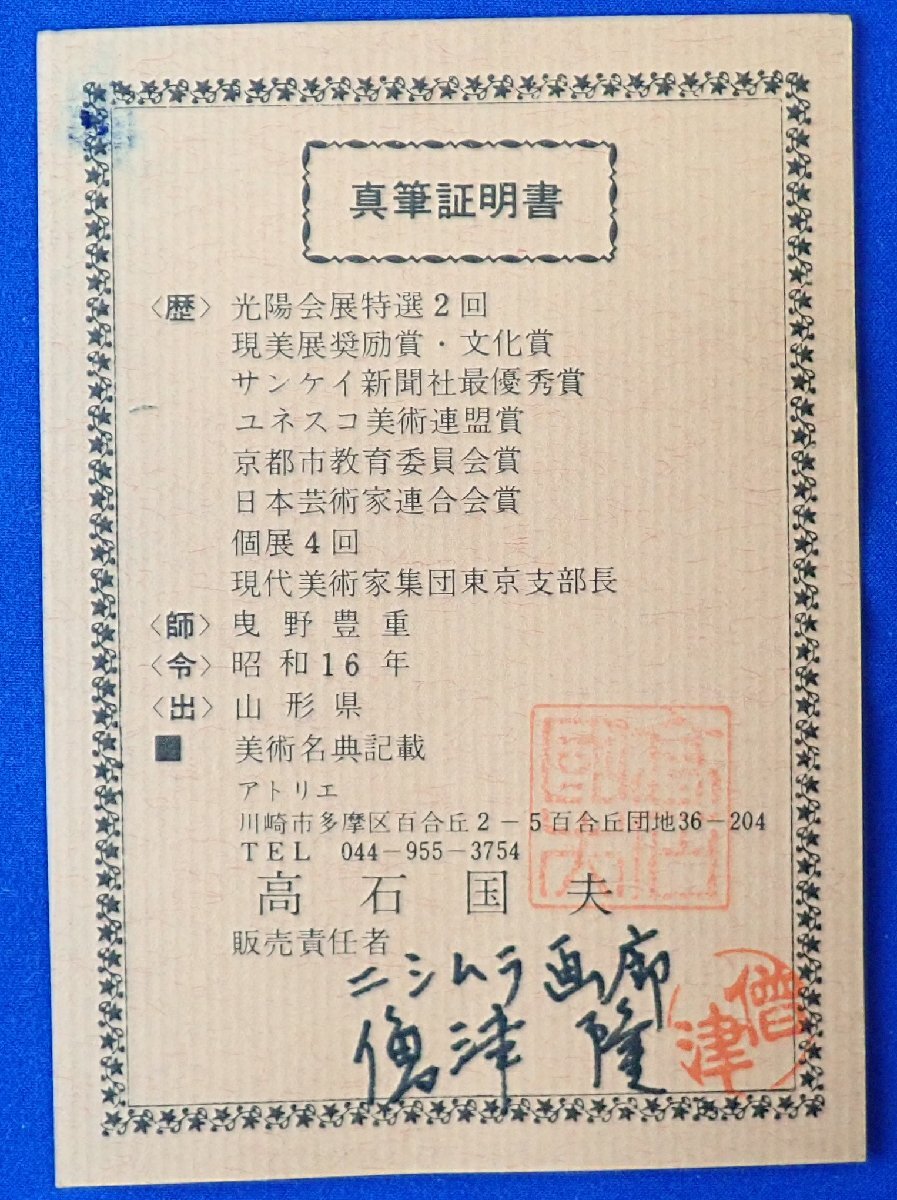 真筆証明書
〈歴〉光陽会展特選2回
現美展奨励賞・文化賞
サンケイ新聞社最優秀賞
ユネスコ美術連盟賞
京都市教育委員会賞
日本芸術家連合会賞
個展4回
現代美術家集団東京支部長
〈師〉曳野豊重
〈令〉昭和16年
〈出〉山形県
■ 美術名典記載
アトリエ
川崎市多摩区百合丘2-5百合丘団地36-204
TEL 044-955-3754
高石国夫
販売責任者
ニシムラ画廊
津 隆
僧津